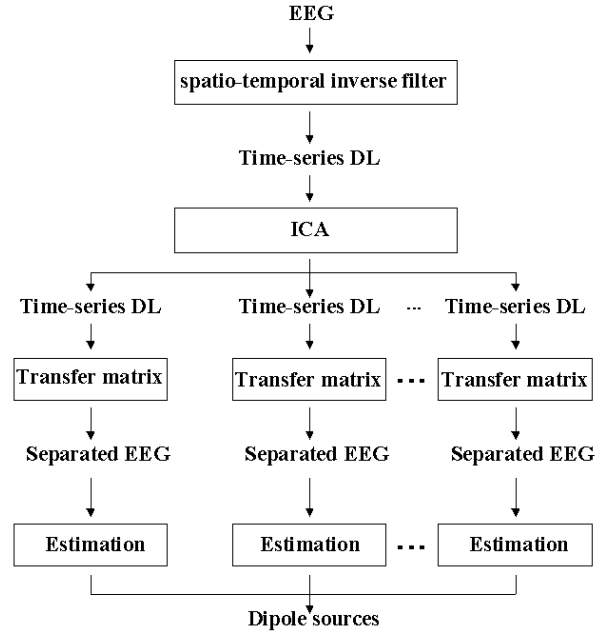 EEG
spatio-temporal inverse filter
Time-series DL
ICA
Time-series DL Time-series DL ... Time-series DL
Transfer matrix Transfer matrix ... Transfer matrix
Separated EEG Separated EEG Separated EEG
Estimation Estimation ... Estimation
Dipole sources